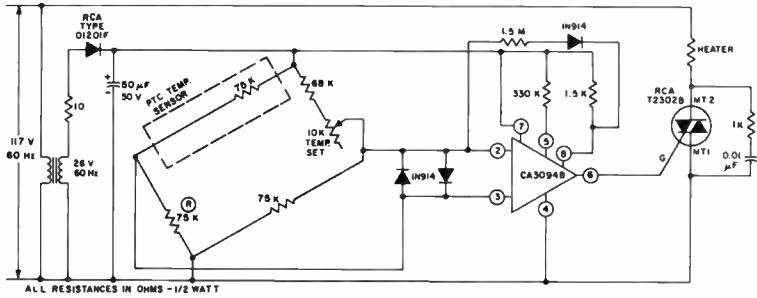 RCA
TYPE
D1201F
10
60 µF
50 V
+
-
117 V
60 Hz
26 V
60 Hz
PTC TEMP.
SENSOR
75 K
68 K
10K
TEMP.
SET
R
75 K
75 K
1N914
1.5 M
1N914
330 K
1.5 K
7
5
8
2
3
CA3094B
6
4
HEATER
RCA
T2302B
MT2
MT1
G
1K
0.01
µF
ALL RESISTANCES IN OHMS - 1/2 WATT